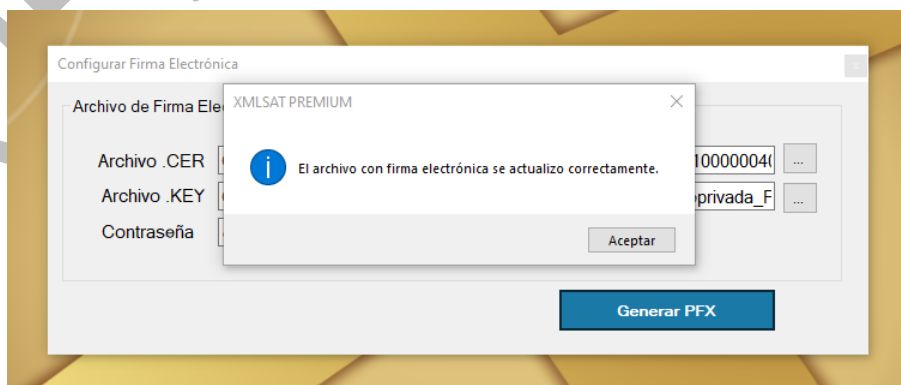 Configurar Firma Electrónica
x
Archivo de Firma Ele
XMLSAT PREMIUM
El archivo con firma electrónica se actualizo correctamente.
Archivo .CER
10000004(
...
Archivo .KEY
privada_F
...
Contraseña
Aceptar
Generar PFX